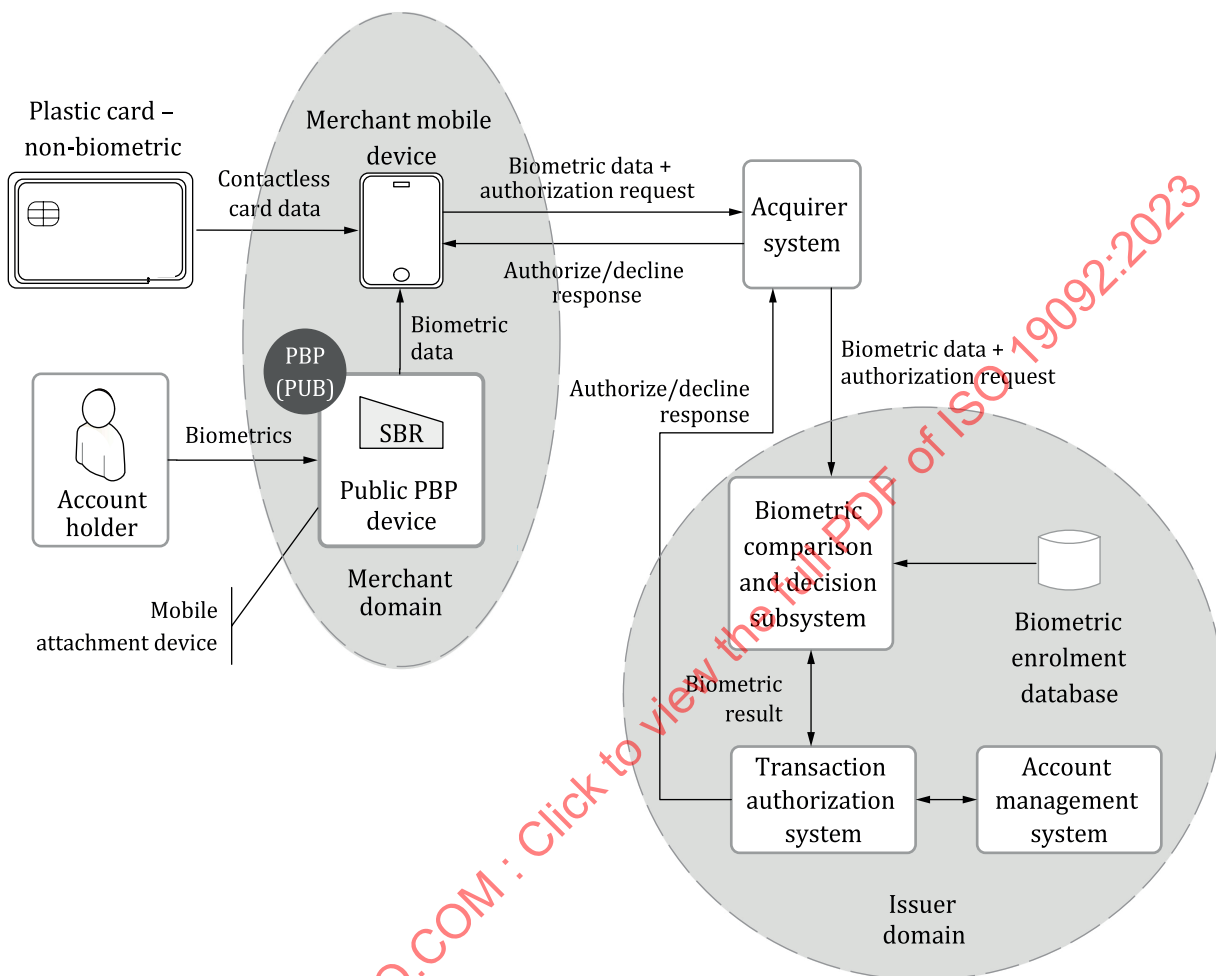 Plastic card –
non-biometric
Merchant mobile
device
Contactless
card data
Biometric data +
authorization request
Acquirer
system
Authorize/decline
response
Biometric
data
PBP
(PUB)
SBR
Public PBP
device
Biometrics
Account
holder
Merchant
domain
Mobile
attachment device
Biometric data +
authorization request
Authorize/decline
response
Biometric
comparison
and decision
subsystem
Biometric
enrolment
database
Biometric
result
Transaction
authorization
system
Account
management
system
Issuer
domain
.COM : Click to view the full PDF of ISO 19092:2023